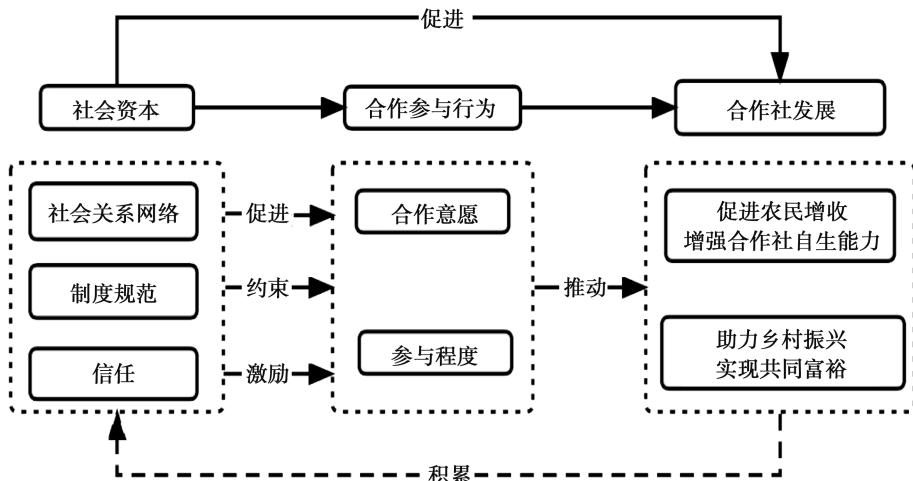 促进
社会资本
合作参与行为
合作社发展
社会关系网络
促进
合作意愿
促进农民增收
增强合作社自生能力
制度规范
约束
推动
信任
激励
参与程度
助力乡村振兴
实现共同富裕
积累